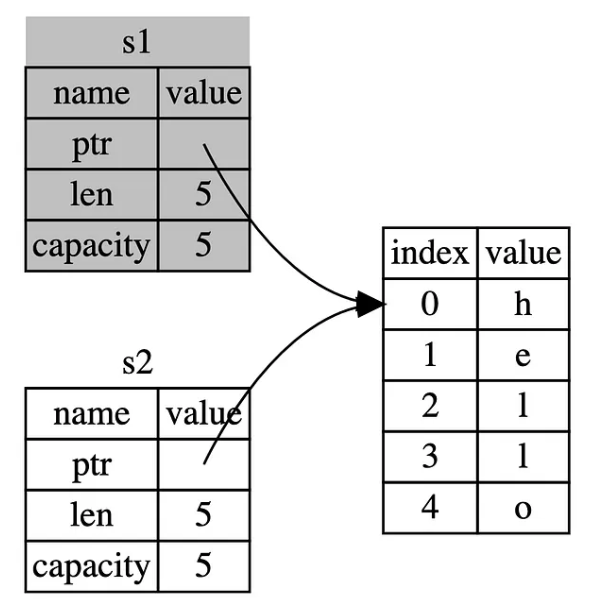 s1
name value
ptr
len 5
capacity 5
s2
name value
ptr
len 5
capacity 5
index value
0 h
1 e
2 l
3 l
4 o